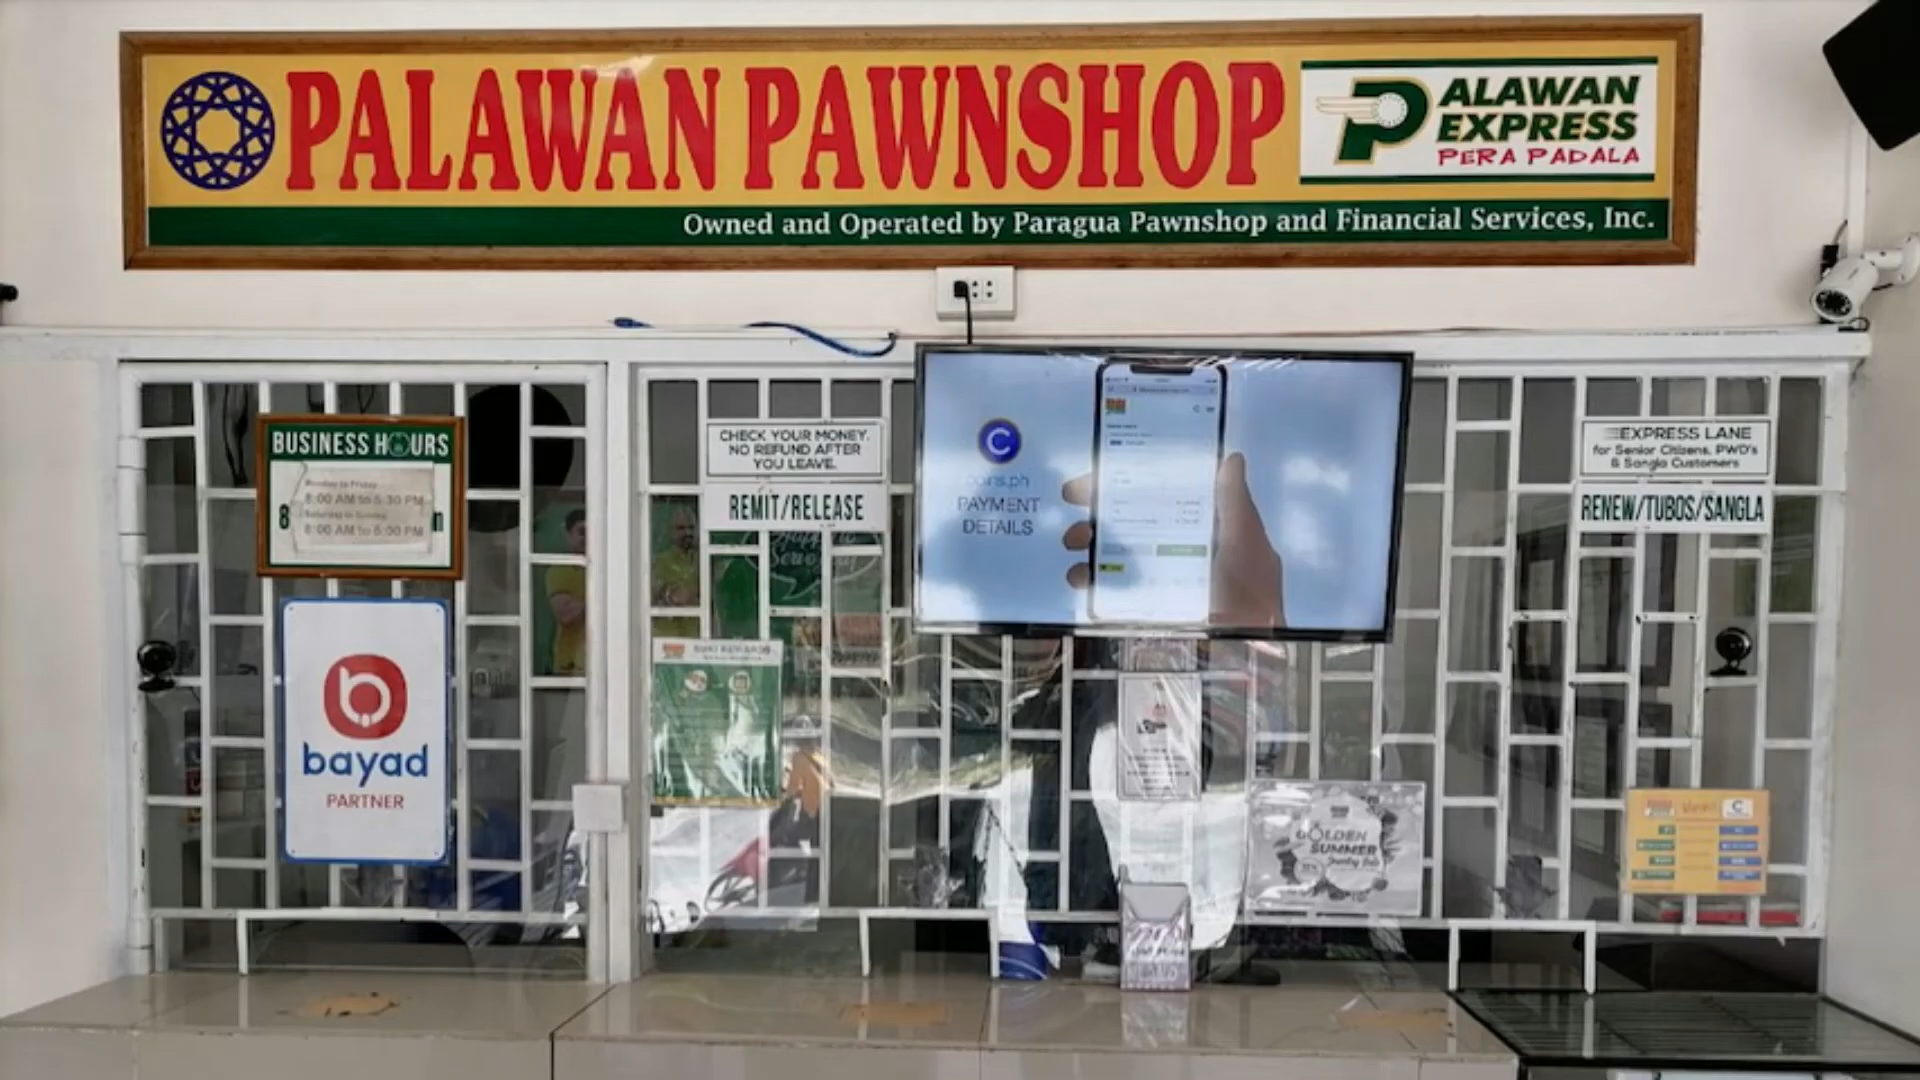 PALAWAN PAWNSHOP
PALAWAN
EXPRESS
PERA PADALA
Owned and Operated by Paragua Pawnshop and Financial Services, Inc.
BUSINESS HOURS
Monday to Friday
8:00 AM to 5:30 PM
Saturday to Sunday
8:00 AM to 5:00 PM
bayad
PARTNER
CHECK YOUR MONEY.
NO REFUND AFTER
YOU LEAVE.
REMIT/RELEASE
coins.ph
PAYMENT
DETAILS
EXPRESS LANE
for Senior Citizens, PWD's
& Sangla Customers
RENEW/TUBOS/SANGLA
SUKI REWARDS
GOLDEN
SUMMER